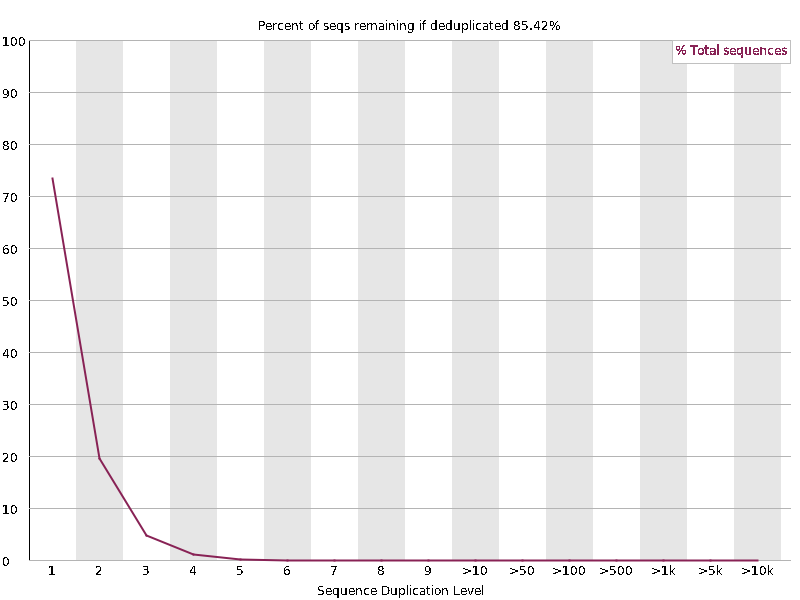 Percent of seqs remaining if deduplicated 85.42%
% Total sequences
100
90
80
70
60
50
40
30
20
10
0
1 2 3 4 5 6 7 8 9 >10 >50 >100 >500 >1k >5k >10k
Sequence Duplication Level